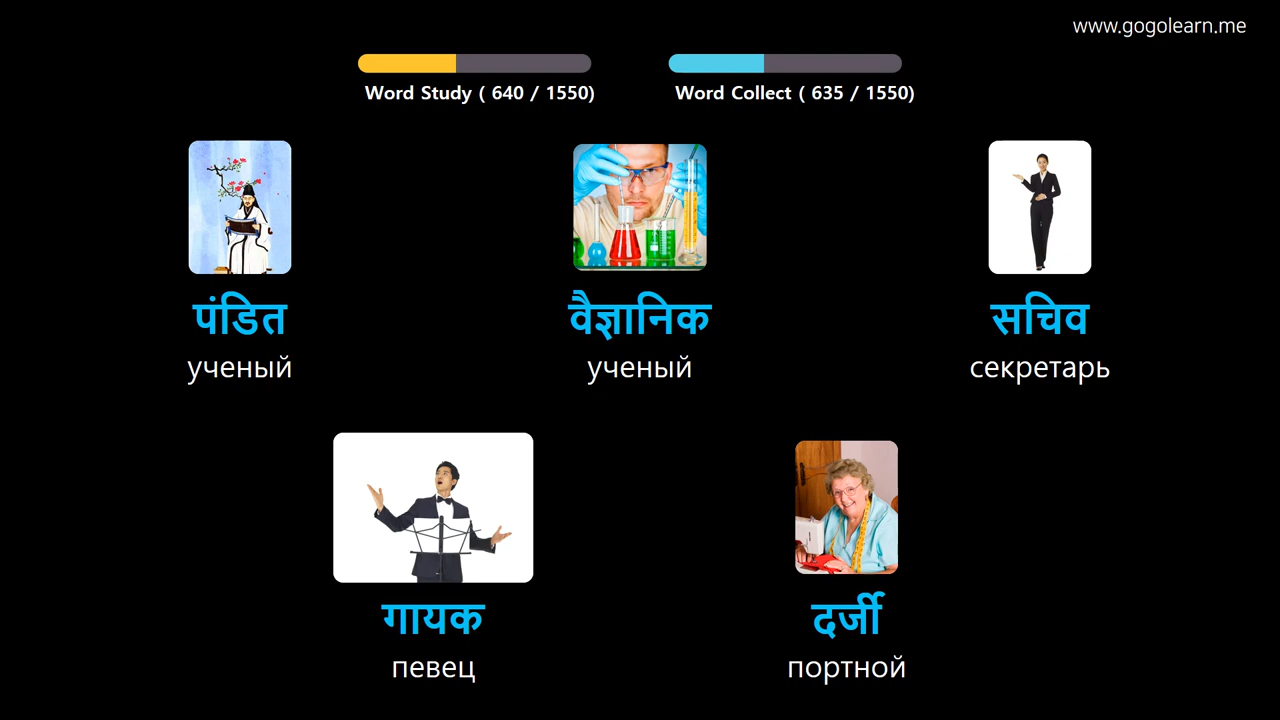 www.gogolearn.me
Word Study ( 640 / 1550)
Word Collect ( 635 / 1550)
पंडित
ученый
वैज्ञानिक
ученый
सचिव
секретарь
गायक
певец
दर्जी
портной